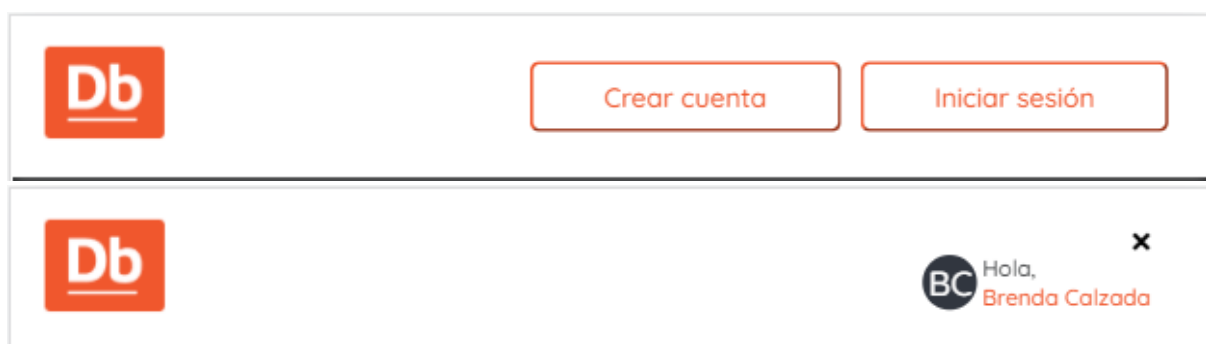 Db
Crear cuenta
Iniciar sesión
Db
BC
Hola,
Brenda Calzada